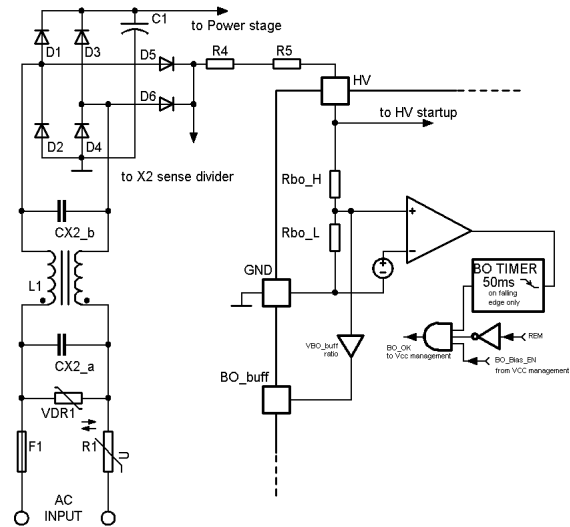 C1
to Power stage
D1
D3
D5
R4
R5
HV
D6
to HV startup
D2
D4
to X2 sense divider
Rbo_H
CX2_b
Rbo_L
+
-
GND
L1
BO TIMER
50ms
on falling
edge only
CX2_a
VBO_buff
ratio
BO_OK
to Vcc management
REM
BO_Bias_EN
from VCC management
BO_buff
VDR1
F1
R1
U
AC
INPUT